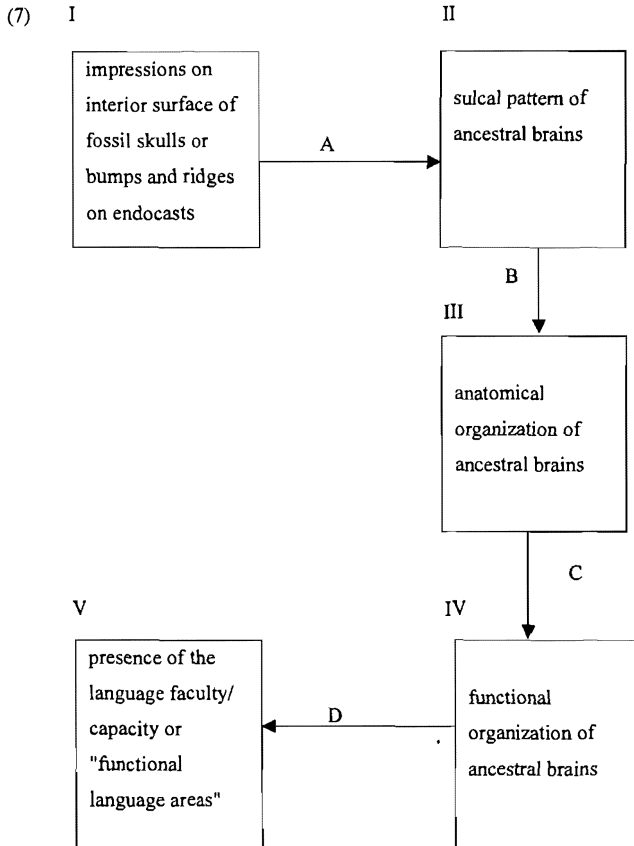 (7) I
II
impressions on
interior surface of
fossil skulls or
bumps and ridges
on endocasts
A
sulcal pattern of
ancestral brains
B
III
anatomical
organization of
ancestral brains
C
V
IV
presence of the
language faculty/
capacity or
"functional
language areas"
D
functional
organization of
ancestral brains